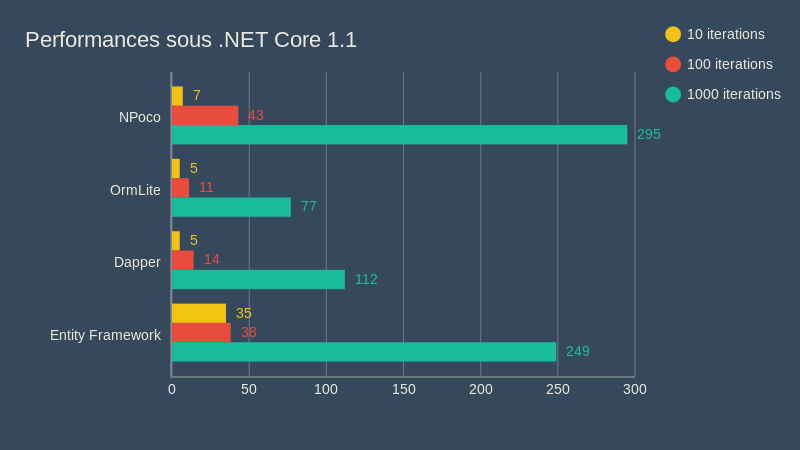 Performances sous .NET Core 1.1
10 iterations
100 iterations
1000 iterations
NPoco
7
43
295
OrmLite
5
11
77
Dapper
5
14
112
Entity Framework
35
38
249
0 50 100 150 200 250 300